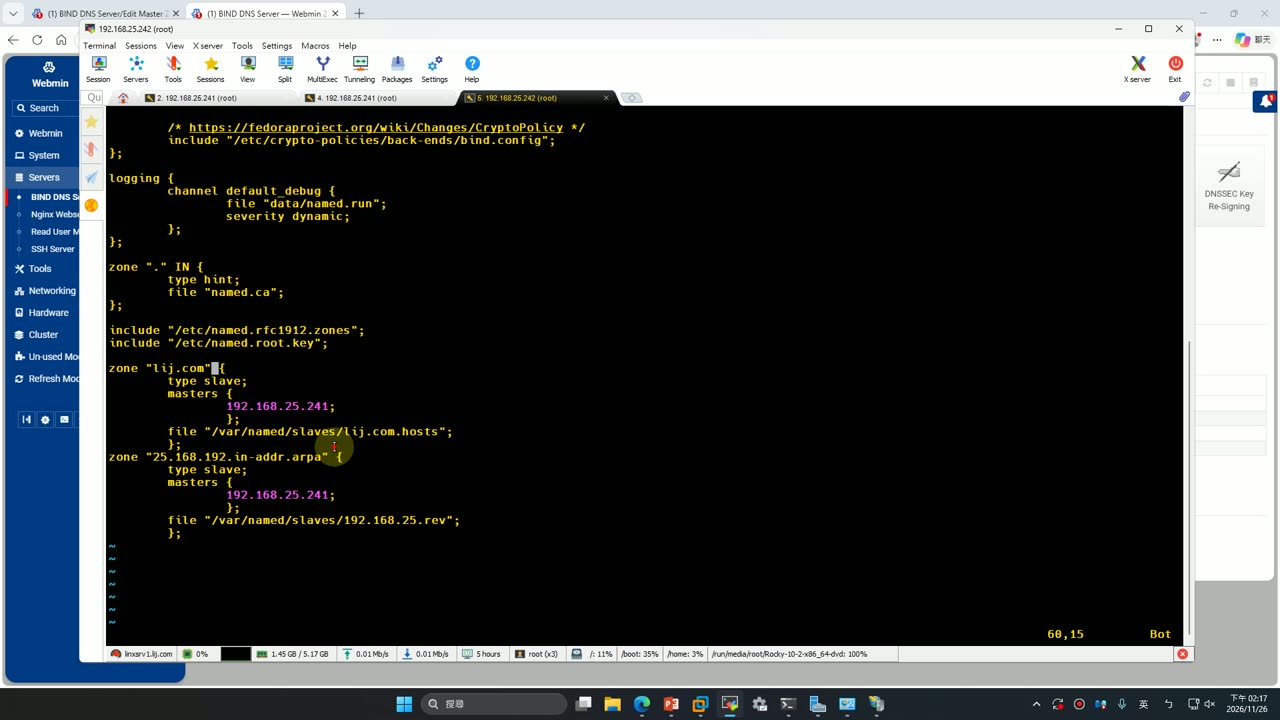 (1) BIND DNS Server/Edit Master
(1) BIND DNS Server — Webmin 2
聊天
192.168.25.242 (root)
Terminal Sessions View X server Tools Settings Macros Help
Session Servers Tools Sessions View Split MultiExec Tunneling Packages Settings Help X server Exit
Qu
2. 192.168.25.241 (root)
4. 192.168.25.241 (root)
5. 192.168.25.242 (root)
Webmin
Search
Webmin
System
Servers
BIND DNS Se
Nginx Webse
Read User M
SSH Server
Tools
Networking
Hardware
Cluster
Un-used Mo
Refresh Mod
DNSSEC Key
Re-Signing
/* https://fedoraproject.org/wiki/Changes/CryptoPolicy */
include "/etc/crypto-policies/back-ends/bind.config";
};
logging {
channel default_debug {
file "data/named.run";
severity dynamic;
};
};
zone "." IN {
type hint;
file "named.ca";
};
include "/etc/named.rfc1912.zones";
include "/etc/named.root.key";
zone "lij.com" {
type slave;
masters {
192.168.25.241;
};
file "/var/named/slaves/lij.com.hosts";
};
zone "25.168.192.in-addr.arpa" {
type slave;
masters {
192.168.25.241;
};
file "/var/named/slaves/192.168.25.rev";
};
~
~
~
~
~
~
~
60,15 Bot
linxsrv1.lij.com 0% 1.45 GB / 5.17 GB 0.01 Mb/s 0.01 Mb/s 5 hours root (x3) /: 11% /boot: 35% /home: 3% /run/media/root/Rocky-10-2-x86_64-dvd: 100%
搜尋
英
下午 02:17
2026/11/26